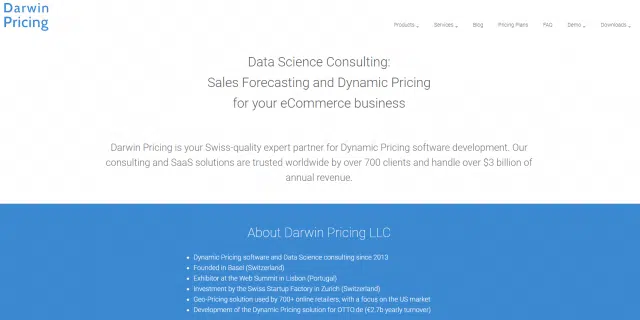 Darwin
Pricing
Products
Services
Blog
Pricing Plans
FAQ
Demo
Downloads
Data Science Consulting:
Sales Forecasting and Dynamic Pricing
for your eCommerce business
Darwin Pricing is your Swiss-quality expert partner for Dynamic Pricing software development. Our
consulting and SaaS solutions are trusted worldwide by over 700 clients and handle over $3 billion of
annual revenue.
About Darwin Pricing LLC
Dynamic Pricing software and Data Science consulting since 2013
Founded in Basel (Switzerland)
Exhibitor at the Web Summit in Lisbon (Portugal)
Investment by the Swiss Startup Factory in Zurich (Switzerland)
Geo-Pricing solution used by 700+ online retailers, with a focus on the US market
Development of the Dynamic Pricing solution for OTTO.de (€2.7b yearly turnover)